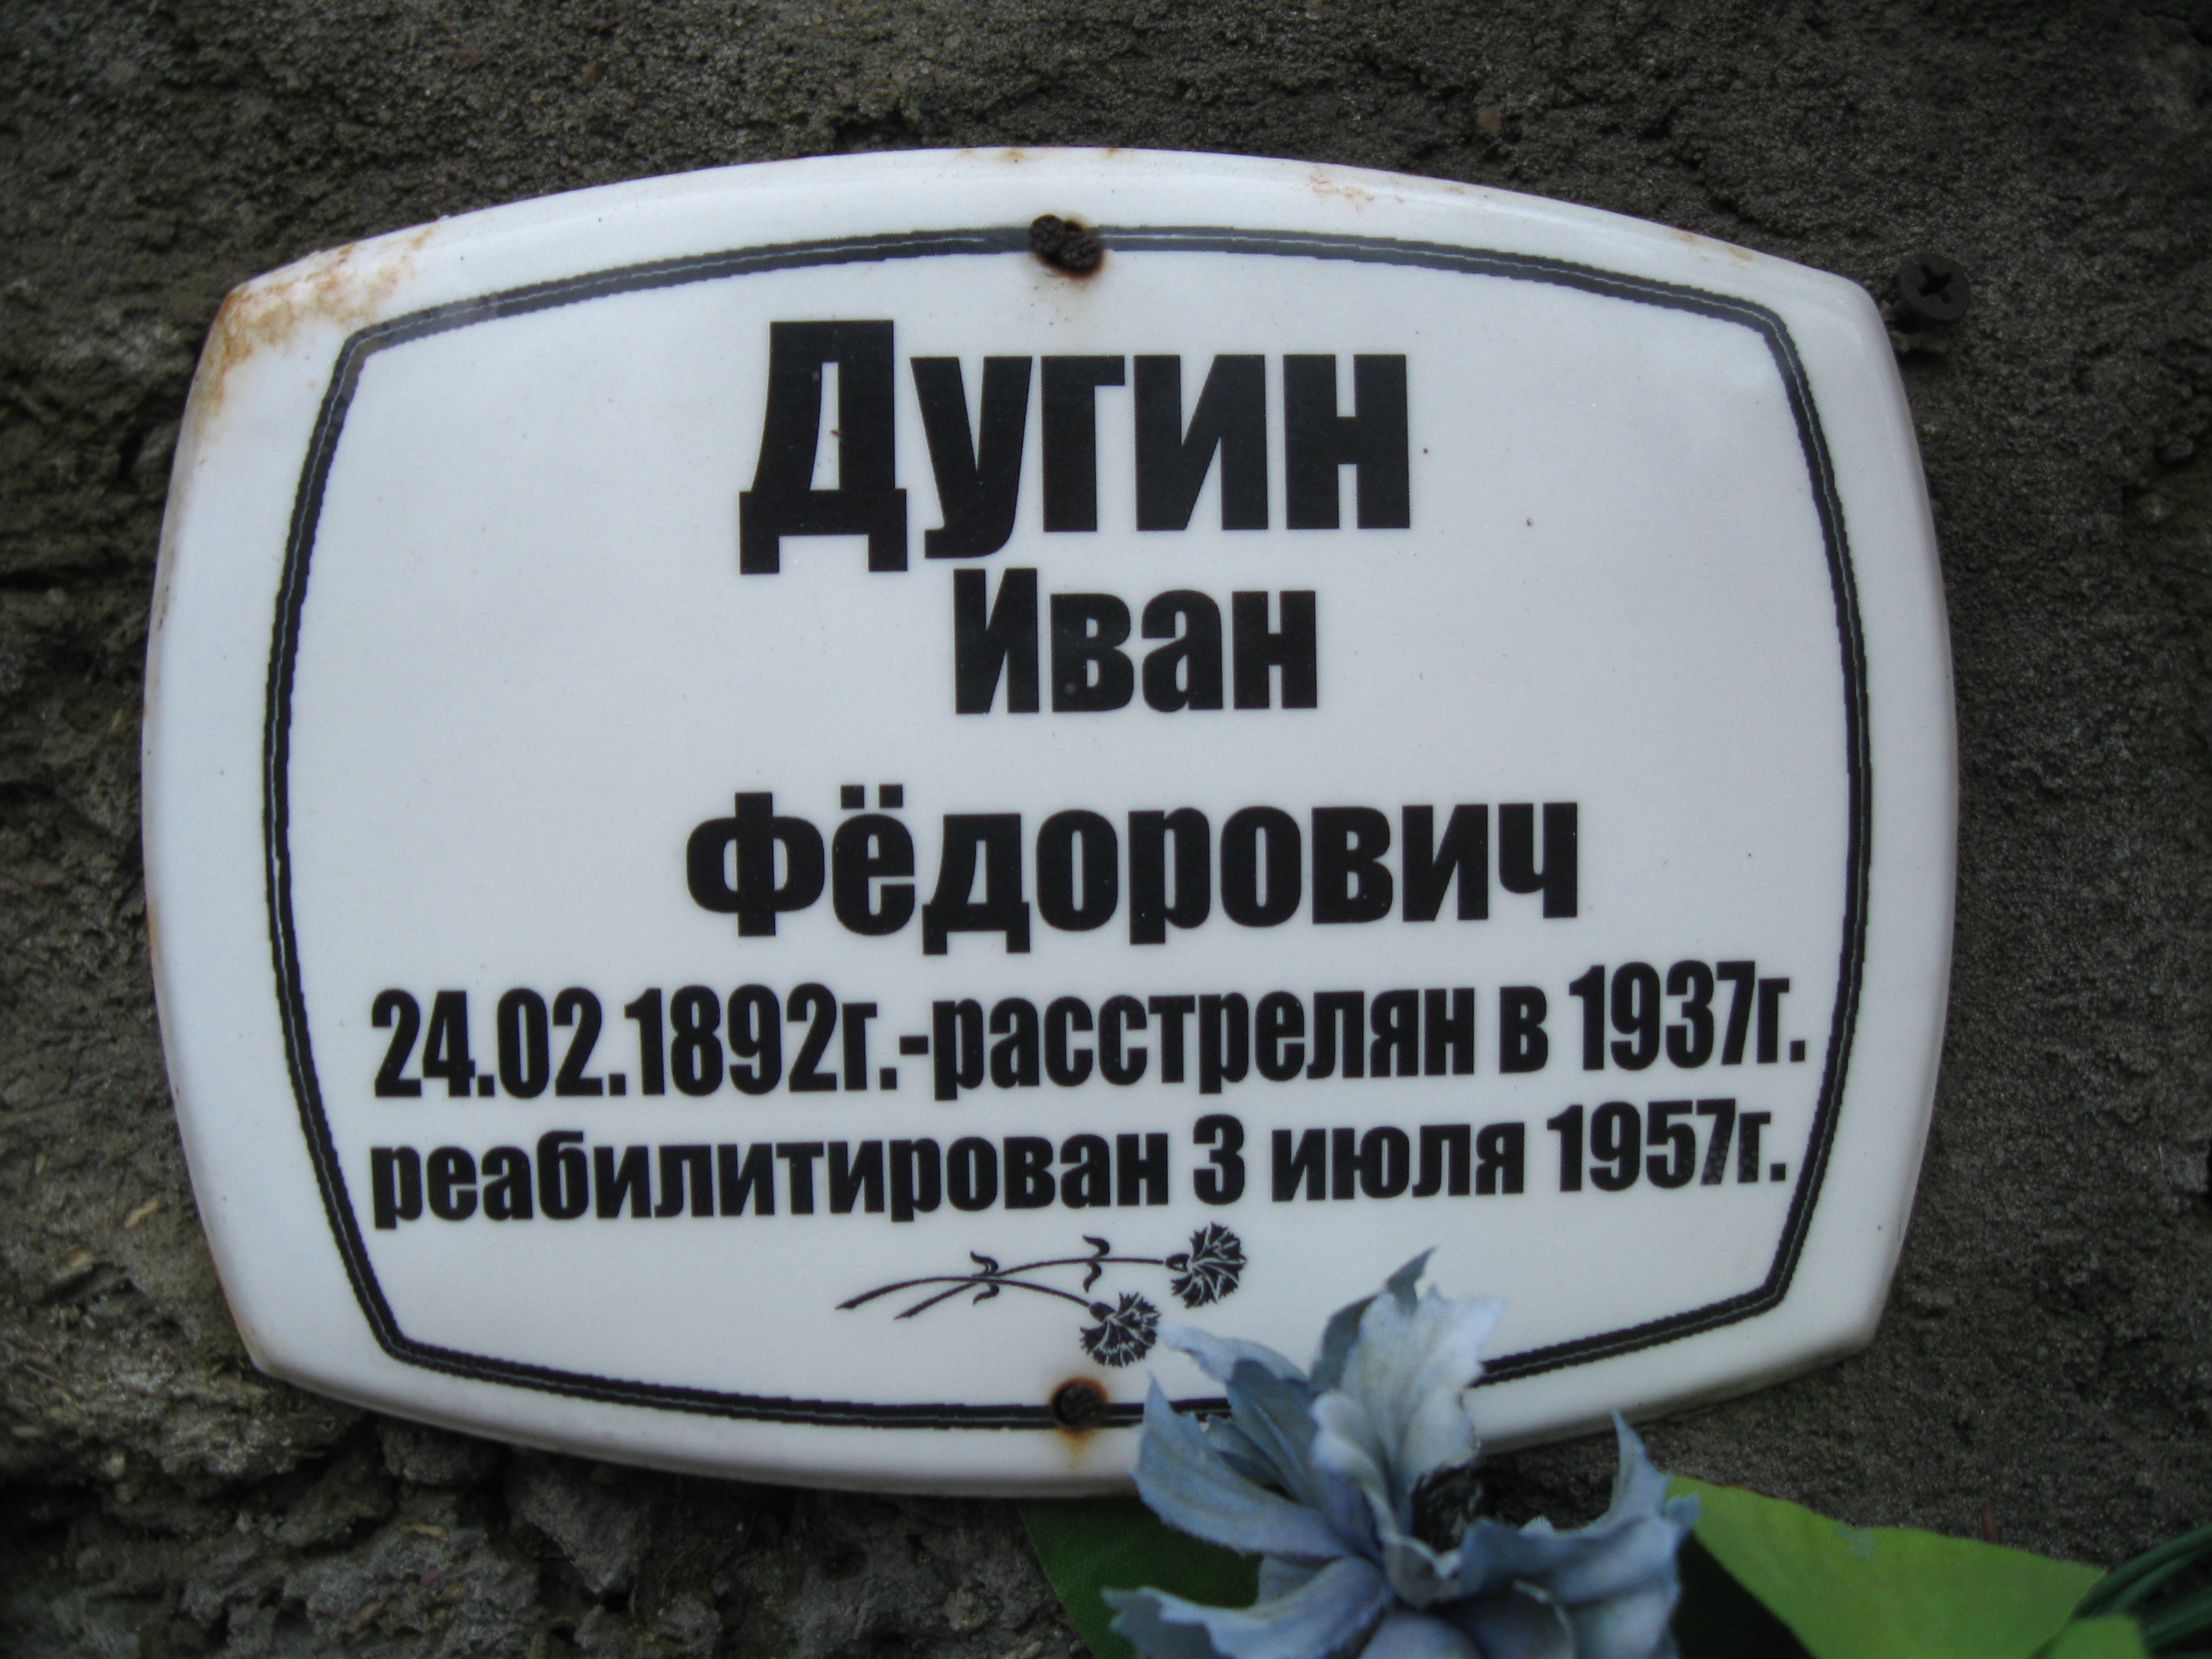 Дугин
Иван
Фёдорович
24.02.1892г.-расстрелян в 1937г.
реабилитирован 3 июля 1957г.